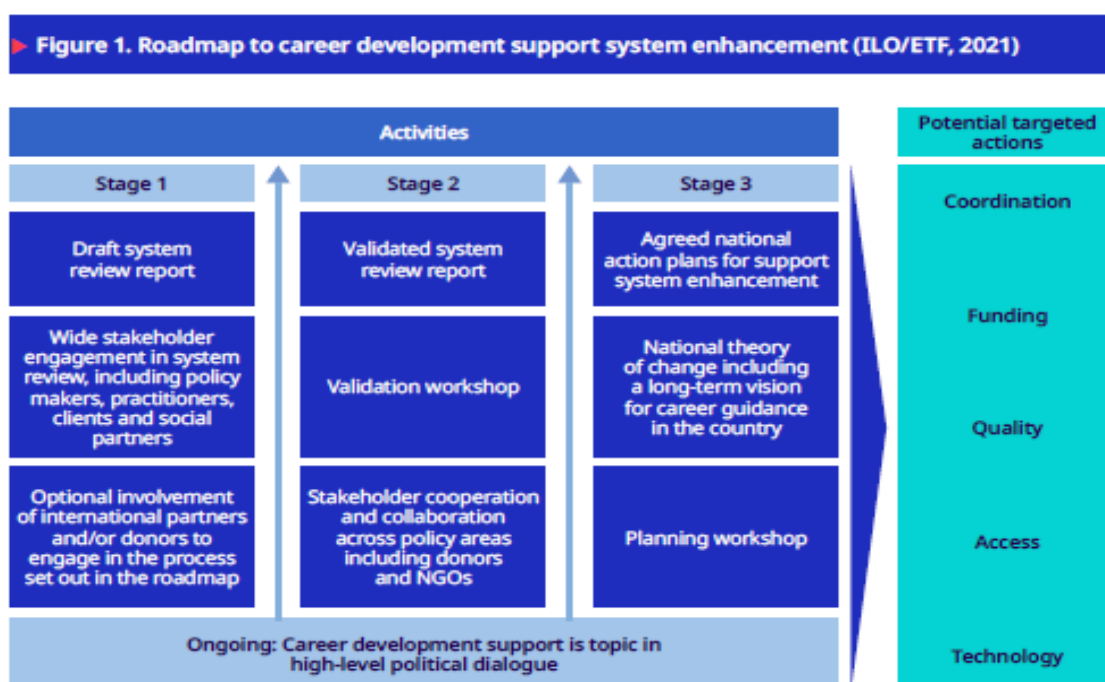 Figure 1. Roadmap to career development support system enhancement (ILO/ETF, 2021)
Activities
Stage 1
Draft system
review report
Wide stakeholder
engagement in system
review, including policy
makers, practitioners,
clients and social
partners
Optional involvement
of international partners
and/or donors to
engage in the process
set out in the roadmap
Stage 2
Validated system
review report
Validation workshop
Stakeholder cooperation
and collaboration
across policy areas
including donors
and NGOs
Stage 3
Agreed national
action plans for support
system enhancement
National theory
of change including
a long-term vision
for career guidance
in the country
Planning workshop
Ongoing: Career development support is topic in
high-level political dialogue
Potential targeted
actions
Coordination
Funding
Quality
Access
Technology